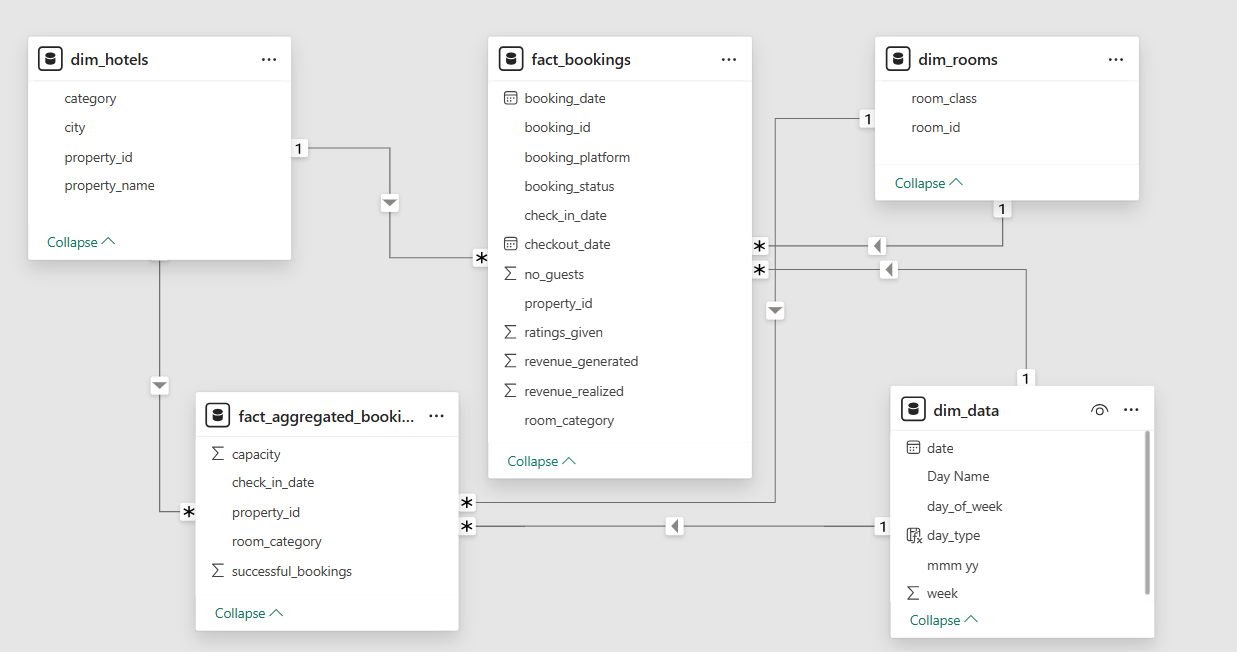 dim_hotels
category
city
property_id
property_name
Collapse
1
*
fact_bookings
booking_date
booking_id
booking_platform
booking_status
check_in_date
checkout_date
no_guests
property_id
ratings_given
revenue_generated
revenue_realized
room_category
Collapse
*
*
dim_rooms
room_class
room_id
Collapse
1
1
fact_aggregated_booki...
capacity
check_in_date
property_id
room_category
successful_bookings
Collapse
*
*
*
dim_data
date
Day Name
day_of_week
day_type
mmm yy
week
Collapse
1
1